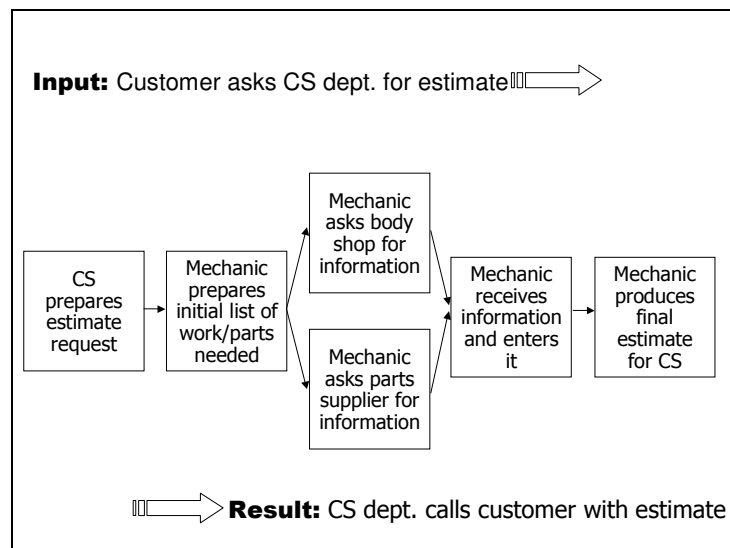 Input: Customer asks CS dept. for estimate
CS
prepares
estimate
request
Mechanic
prepares
initial list of
work/parts
needed
Mechanic
asks body
shop for
information
Mechanic
asks parts
supplier for
information
Mechanic
receives
information
and enters
it
Mechanic
produces
final
estimate
for CS
Result: CS dept. calls customer with estimate